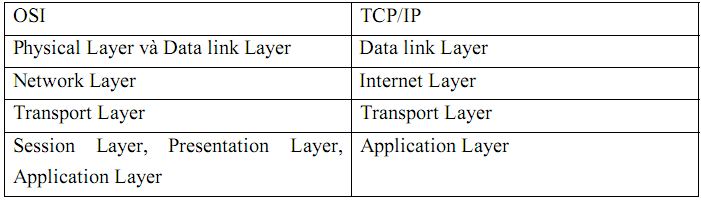 OSI TCP/IP
Physical Layer và Data link Layer Data link Layer
Network Layer Internet Layer
Transport Layer Transport Layer
Session Layer, Presentation Layer, Application Layer
Application Layer